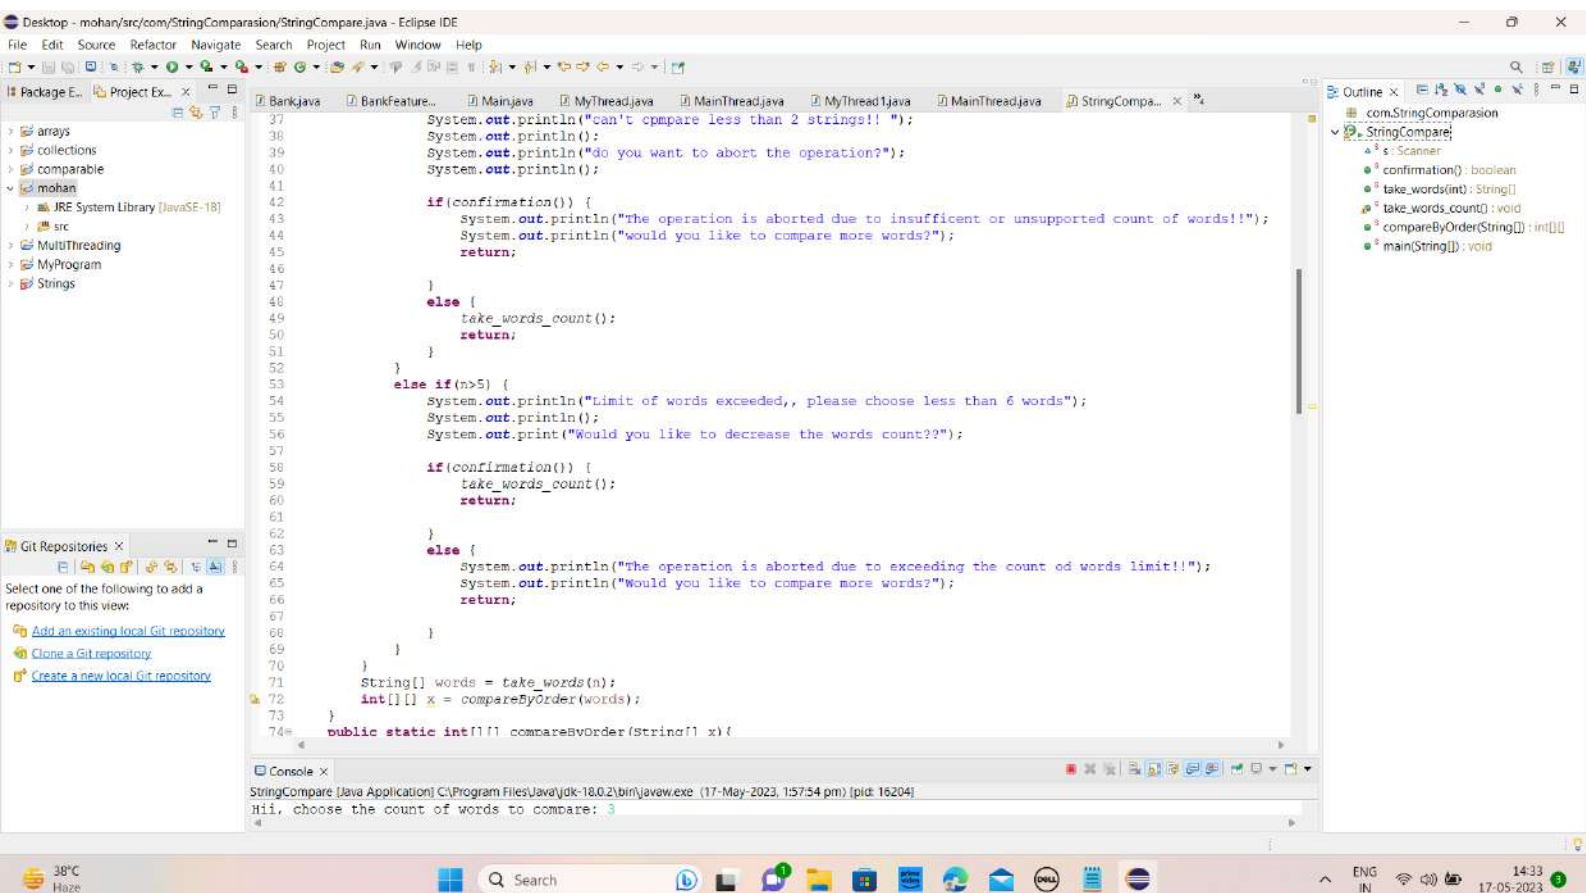 Desktop - mohan/src/com/StringComparasion/StringCompare.java - Eclipse IDE
File Edit Source Refactor Navigate Search Project Run Window Help
Package E... Project Ex...
arrays
collections
comparable
mohan
JRE System Library [JavaSE-18]
src
MultiThreading
MyProgram
Strings
Git Repositories
Select one of the following to add a
repository to this view:
Add an existing local Git repository
Clone a Git repository
Create a new local Git repository
Bank.java BankFeature... Main.java MyThread.java MainThread.java MyThread1.java MainThread.java StringCompa... "4
37 System.out.println("can't cpmpare less than 2 strings!! ");
38 System.out.println();
39 System.out.println("do you want to abort the operation?");
40 System.out.println();
41
42 if(confirmation()) {
43 System.out.println("The operation is aborted due to insufficent or unsupported count of words!!");
44 System.out.println("would you like to compare more words?");
45 return;
46
47 }
48 else {
49 take_words_count();
50 return;
51 }
52 }
53 else if(n>5) {
54 System.out.println("Limit of words exceeded,, please choose less than 6 words");
55 System.out.println();
56 System.out.print("Would you like to decrease the words count??");
57
58 if(confirmation()) {
59 take_words_count();
60 return;
61
62 }
63 else {
64 System.out.println("The operation is aborted due to exceeding the count od words limit!!");
65 System.out.println("Would you like to compare more words?");
66 return;
67
68 }
69 }
70 }
71 String[] words = take_words(n);
72 int[][] x = compareByOrder(words);
73 }
74 public static int[][] compareByOrder(String[] x){
Console
StringCompare [Java Application] C:\Program Files\Java\jdk-18.0.2\bin\javaw.exe (17-May-2023, 1:57:54 pm) [pid: 16204]
Hii, choose the count of words to compare: 3
Outline
com.StringComparasion
StringCompare
s : Scanner
confirmation() : boolean
take_words(int) : String[]
take_words_count() : void
compareByOrder(String[]) : int[][]
main(String[]) : void
38°C
Haze
Search
prime video
DELL
ENG
IN
14:33
17-05-2023
3